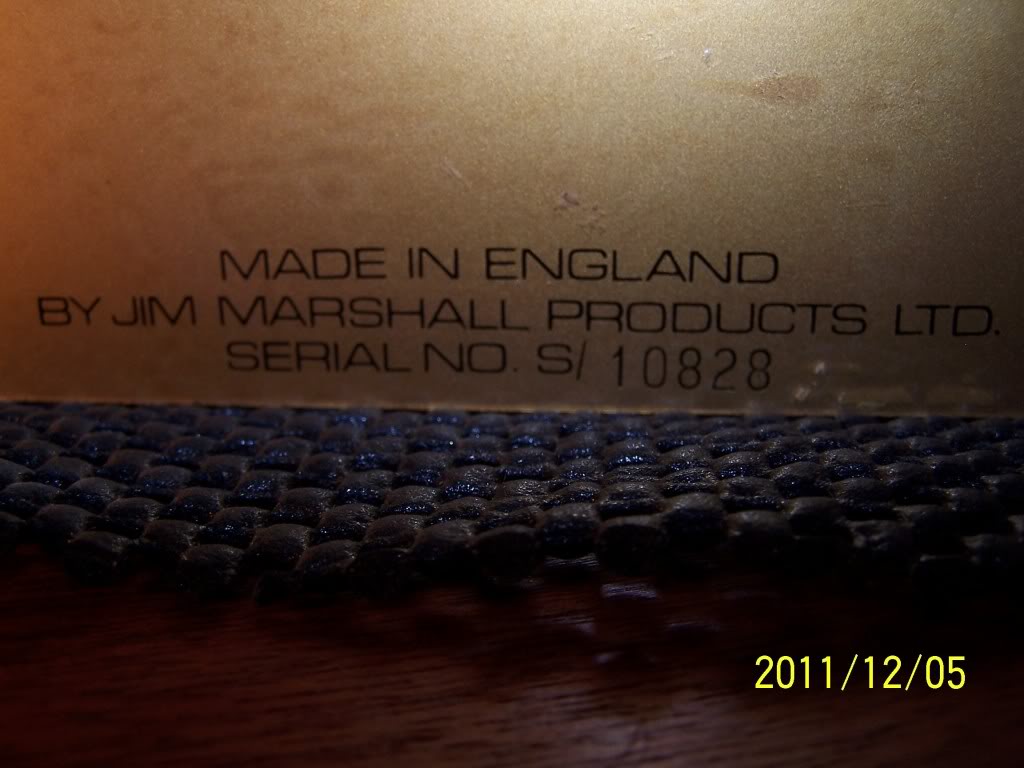 MADE IN ENGLAND
BY JIM MARSHALL PRODUCTS LTD.
SERIAL NO. S/ 10828
2011/12/05